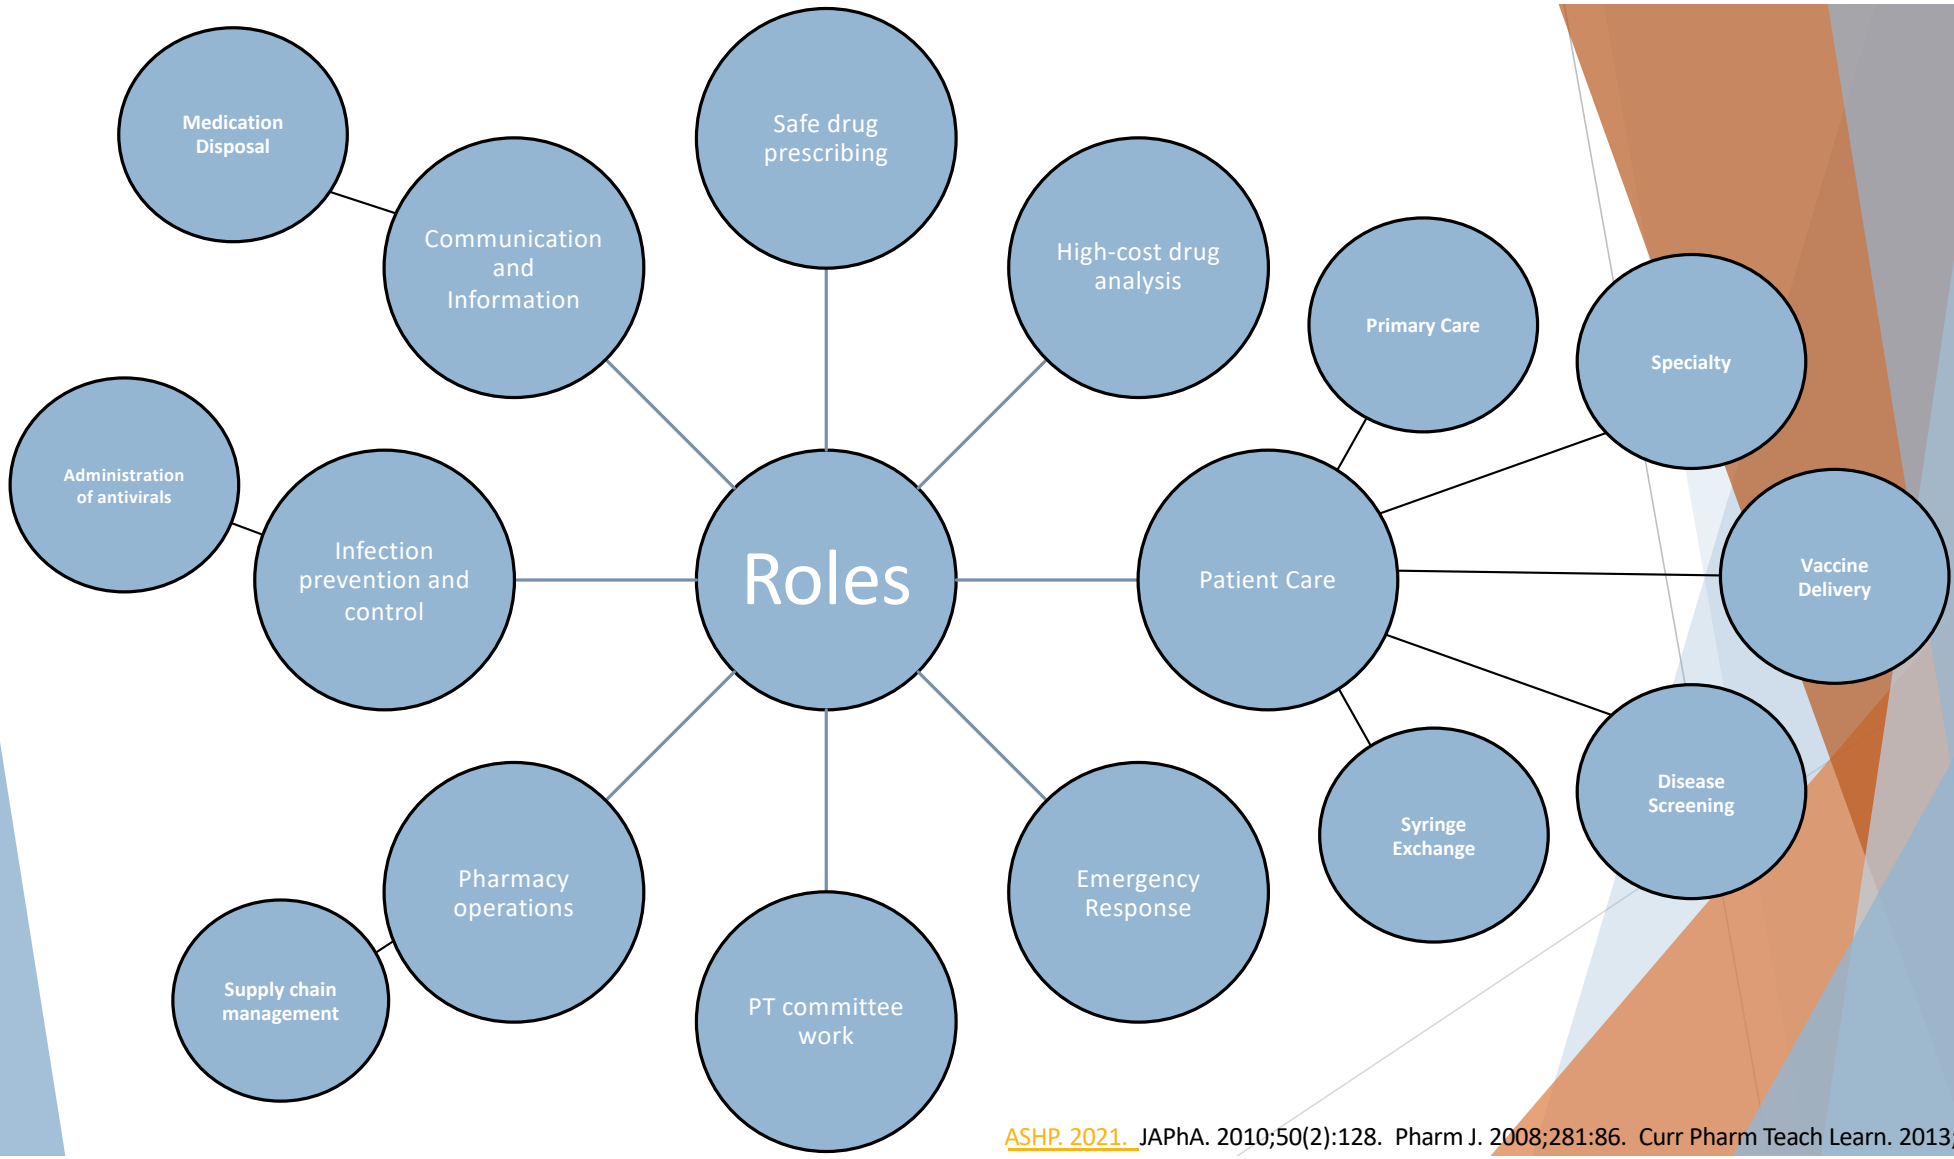 Medication
Disposal
Safe drug
prescribing
Communication
and
Information
High-cost drug
analysis
Primary Care
Specialty
Administration
of antivirals
Infection
prevention and
control
Roles
Patient Care
Vaccine
Delivery
Disease
Screening
Syringe
Exchange
Pharmacy
operations
Emergency
Response
Supply chain
management
PT committee
work
ASHP. 2021. JAPhA. 2010;50(2):128. Pharm J. 2008;281:86. Curr Pharm Teach Learn. 2013;